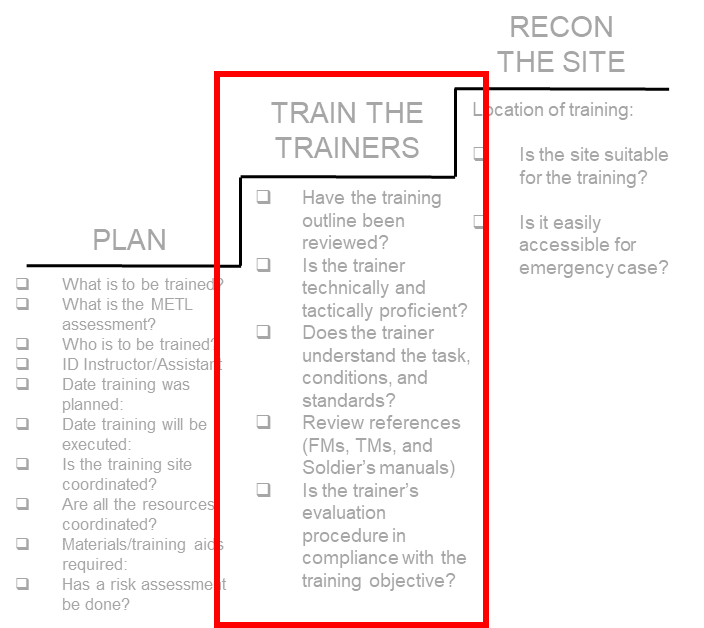 PLAN
What is to be trained?
What is the METL
assessment?
Who is to be trained?
ID Instructor/Assistant
Date training was
planned:
Date training will be
executed:
Is the training site
coordinated?
Are all the resources
coordinated?
Materials/training aids
required:
Has a risk assessment
be done?
TRAIN THE
TRAINERS
Have the training
outline been
reviewed?
Is the trainer
technically and
tactically proficient?
Does the trainer
understand the task,
conditions, and
standards?
Review references
(FMs, TMs, and
Soldier’s manuals)
Is the trainer’s
evaluation
procedure in
compliance with the
training objective?
RECON
THE SITE
Location of training:
Is the site suitable
for the training?
Is it easily
accessible for
emergency case?